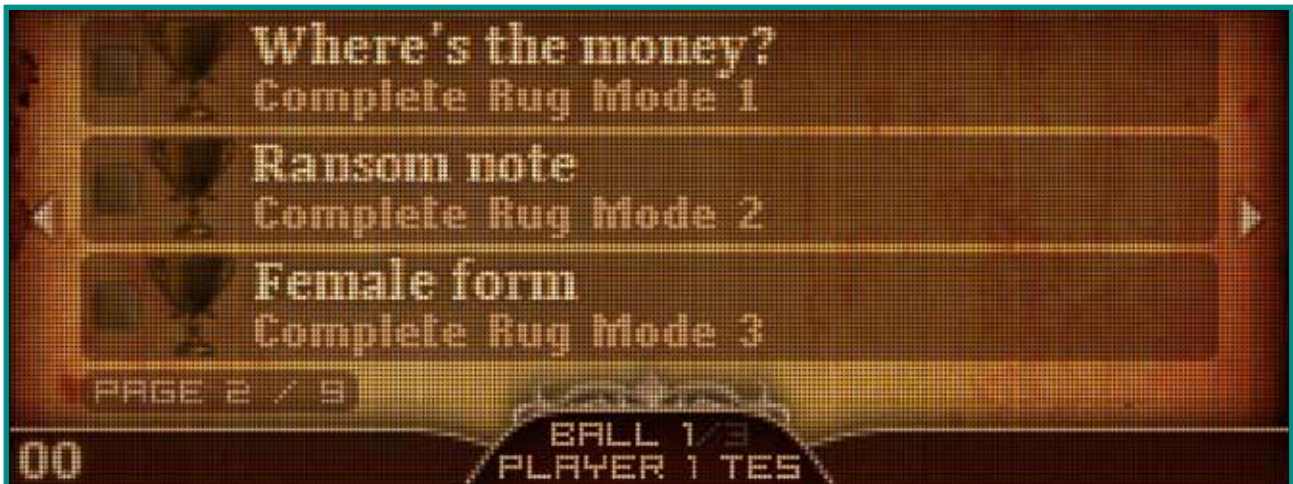 Where's the money?
Complete Rug Mode 1
Ransom note
Complete Rug Mode 2
Female form
Complete Rug Mode 3
PAGE 2 / 9
BALL 1/3
00
PLAYER 1 TES